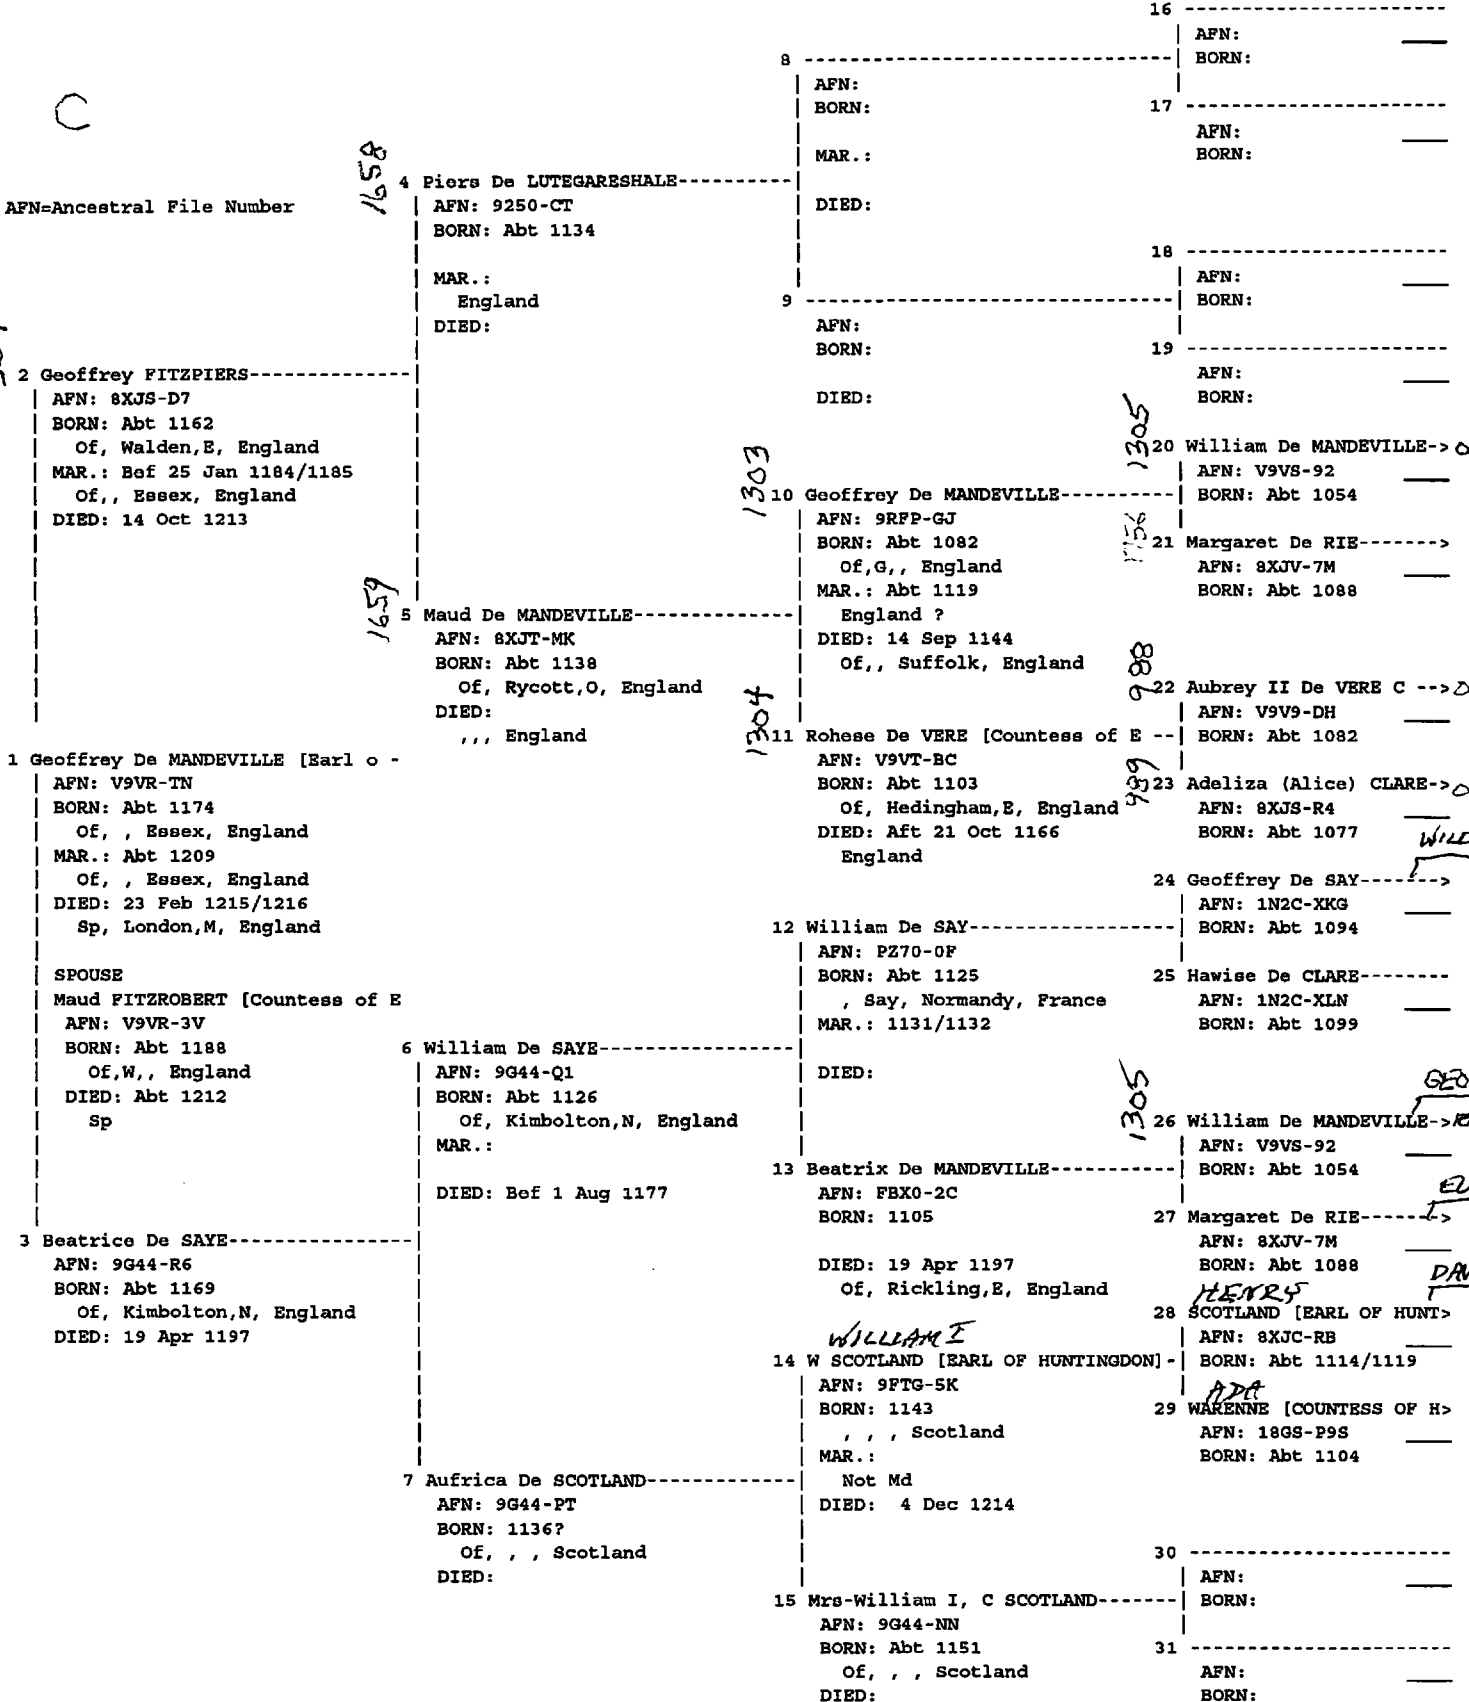 C
AFN=Ancestral File Number
1658
4 Piers De LUTEGARESHALE----------
AFN: 9250-CT
BORN: Abt 1134
MAR.:
England
DIED:
2 Geoffrey FITZPIERS-------------
AFN: 8XJS-D7
BORN: Abt 1162
Of, Walden,E, England
MAR.: Bef 25 Jan 1184/1185
Of,, Essex, England
DIED: 14 Oct 1213
1659
5 Maud De MANDEVILLE--------------
AFN: 8XJT-MK
BORN: Abt 1138
Of, Rycott,O, England
DIED:
,,, England
1 Geoffrey De MANDEVILLE [Earl o -
AFN: V9VR-TN
BORN: Abt 1174
Of, , Essex, England
MAR.: Abt 1209
Of, , Essex, England
DIED: 23 Feb 1215/1216
Sp, London,M, England
SPOUSE
Maud FITZROBERT [Countess of E
AFN: V9VR-3V
BORN: Abt 1188
Of,W,, England
DIED: Abt 1212
Sp
6 William De SAYE----------------
AFN: 9G44-Q1
BORN: Abt 1126
Of, Kimbolton,N, England
MAR.:
DIED: Bef 1 Aug 1177
3 Beatrice De SAYE---------------
AFN: 9G44-R6
BORN: Abt 1169
Of, Kimbolton,N, England
DIED: 19 Apr 1197
7 Aufrica De SCOTLAND------------
AFN: 9G44-PT
BORN: 1136?
Of, , , Scotland
DIED:
8 ------------------------------
AFN:
BORN:
MAR.:
DIED:
9 ------------------------------
AFN:
BORN:
DIED:
1303
10 Geoffrey De MANDEVILLE---------
AFN: 9RFP-GJ
BORN: Abt 1082
Of,G,, England
MAR.: Abt 1119
England ?
DIED: 14 Sep 1144
Of,, Suffolk, England
1304
11 Rohese De VERE [Countess of E --
AFN: V9VT-BC
BORN: Abt 1103
Of, Hedingham,E, England
DIED: Aft 21 Oct 1166
England
12 William De SAY-----------------
AFN: PZ70-0F
BORN: Abt 1125
, Say, Normandy, France
MAR.: 1131/1132
DIED:
13 Beatrix De MANDEVILLE----------
AFN: FBX0-2C
BORN: 1105
DIED: 19 Apr 1197
Of, Rickling,E, England
WILLIAM I
14 W SCOTLAND [EARL OF HUNTINGDON]-
AFN: 9FTG-5K
BORN: 1143
, , , Scotland
MAR.:
Not Md
DIED: 4 Dec 1214
15 Mrs-William I, C SCOTLAND-------
AFN: 9G44-NN
BORN: Abt 1151
Of, , , Scotland
DIED:
16 ----------------------
AFN:
BORN:
17 ----------------------
AFN:
BORN:
18 ----------------------
AFN:
BORN:
19 ----------------------
AFN:
BORN:
1305
20 William De MANDEVILLE->
AFN: V9VS-92
BORN: Abt 1054
21 Margaret De RIE------->
AFN: 8XJV-7M
BORN: Abt 1088
988
22 Aubrey II De VERE C -->
AFN: V9V9-DH
BORN: Abt 1082
989
23 Adeliza (Alice) CLARE->
AFN: 8XJS-R4
BORN: Abt 1077
24 Geoffrey De SAY------->
AFN: 1N2C-XKG
BORN: Abt 1094
25 Hawise De CLARE--------
AFN: 1N2C-XLN
BORN: Abt 1099
GEO
1305
26 William De MANDEVILLE->
AFN: V9VS-92
BORN: Abt 1054
27 Margaret De RIE------->
AFN: 8XJV-7M
BORN: Abt 1088
HENRY
28 SCOTLAND [EARL OF HUNT>
AFN: 8XJC-RB
BORN: Abt 1114/1119
ADA
29 WARENNE [COUNTESS OF H>
AFN: 18GS-P9S
BORN: Abt 1104
30 ----------------------
AFN:
BORN:
31 ----------------------
AFN:
BORN: